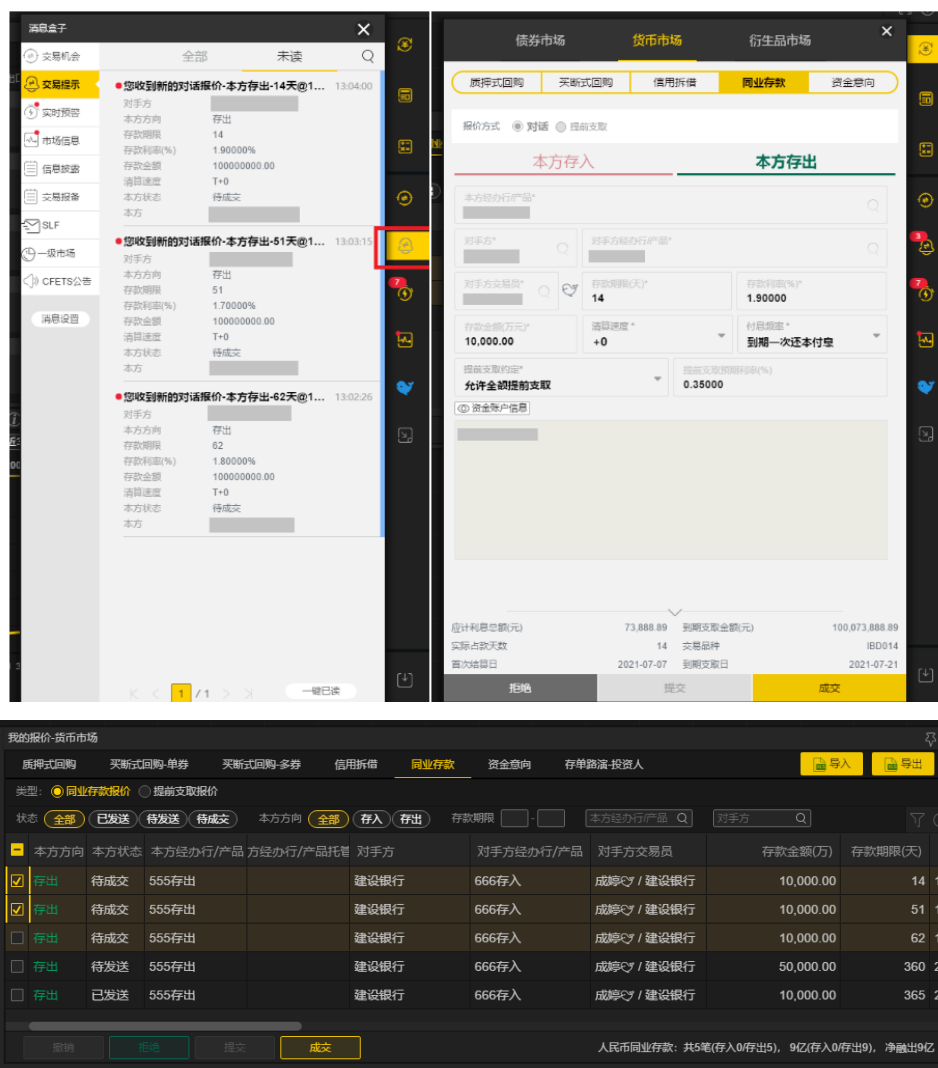 消息盒子
全部 未读
交易机会
交易提示
实时预警
市场信息
信息披露
交易报备
SLF
一级市场
CFETS公告
消息设置
您收到新的对话报价-本方存出-14天@1... 13:04:00
对手方
本方方向 存出
存款期限 14
存款利率(%) 1.90000%
存款金额 100000000.00
清算速度 T+0
本方状态 待成交
本方
您收到新的对话报价-本方存出-51天@1... 13:03:15
对手方
本方方向 存出
存款期限 51
存款利率(%) 1.70000%
存款金额 100000000.00
清算速度 T+0
本方状态 待成交
本方
您收到新的对话报价-本方存出-62天@1... 13:02:26
对手方
本方方向 存出
存款期限 62
存款利率(%) 1.80000%
存款金额 100000000.00
清算速度 T+0
本方状态 待成交
本方
1 / 1 一键已读
7
债券市场 货币市场 衍生品市场
质押式回购 买断式回购 信用拆借 同业存款 资金意向
报价方式 对话 提前支取
本方存入 本方存出
本方经办行/产品*
对手方* 对手方经办行/产品*
对手方交易员* 存款期限(天)* 存款利率(%)*
14 1.90000
存款金额(万元)* 清算速度* 付息频率*
10,000.00 +0 到期一次还本付息
提前支取约定* 提前支取预期利率(%)
允许全额提前支取 0.35000
资金账户信息
应计利息总额(元) 73,888.89 到期支取金额(元) 100,073,888.89
实际占款天数 14 交易品种 IBD014
首次结算日 2021-07-07 到期支取日 2021-07-21
拒绝 提交 成交
3
7
我的报价-货币市场
质押式回购 买断式回购-单券 买断式回购-多券 信用拆借 同业存款 资金意向 存单路演-投资人 导入 导出
类型: 同业存款报价 提前支取报价
状态 全部 已发送 待发送 待成交 本方方向 全部 存入 存出 存款期限 - 本方经办行/产品 对手方
本方方向 本方状态 本方经办行/产品 方经办行/产品托管 对手方 对手方经办行/产品 对手方交易员 存款金额(万) 存款期限(天)
存出 待成交 555存出 建设银行 666存入 成婷 / 建设银行 10,000.00 14
存出 待成交 555存出 建设银行 666存入 成婷 / 建设银行 10,000.00 51
存出 待成交 555存出 建设银行 666存入 成婷 / 建设银行 10,000.00 62
存出 待发送 555存出 建设银行 666存入 成婷 / 建设银行 50,000.00 360
存出 已发送 555存出 建设银行 666存入 成婷 / 建设银行 10,000.00 365
撤销 拒绝 提交 成交 人民币同业存款: 共5笔(存入0/存出5), 9亿(存入0/存出9), 净融出9亿